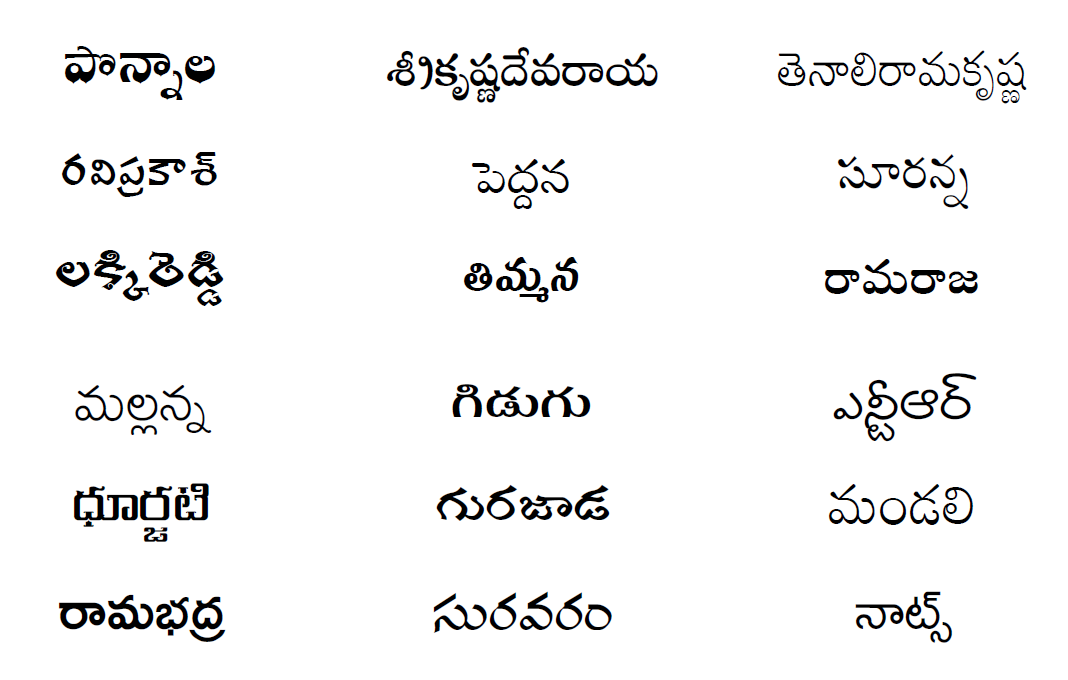 పొన్నాల శ్రీకృష్ణదేవరాయ తెనాలిరామకృష్ణ
రవిప్రకాశ్ పెద్దన సూరన్న
లక్కిరెడ్డి తిమ్మన రామరాజ
మల్లన్న గిడుగు ఎన్టీఆర్
ధూర్జటి గురజాడ మండలి
రామభద్ర సురవరం నాట్స్